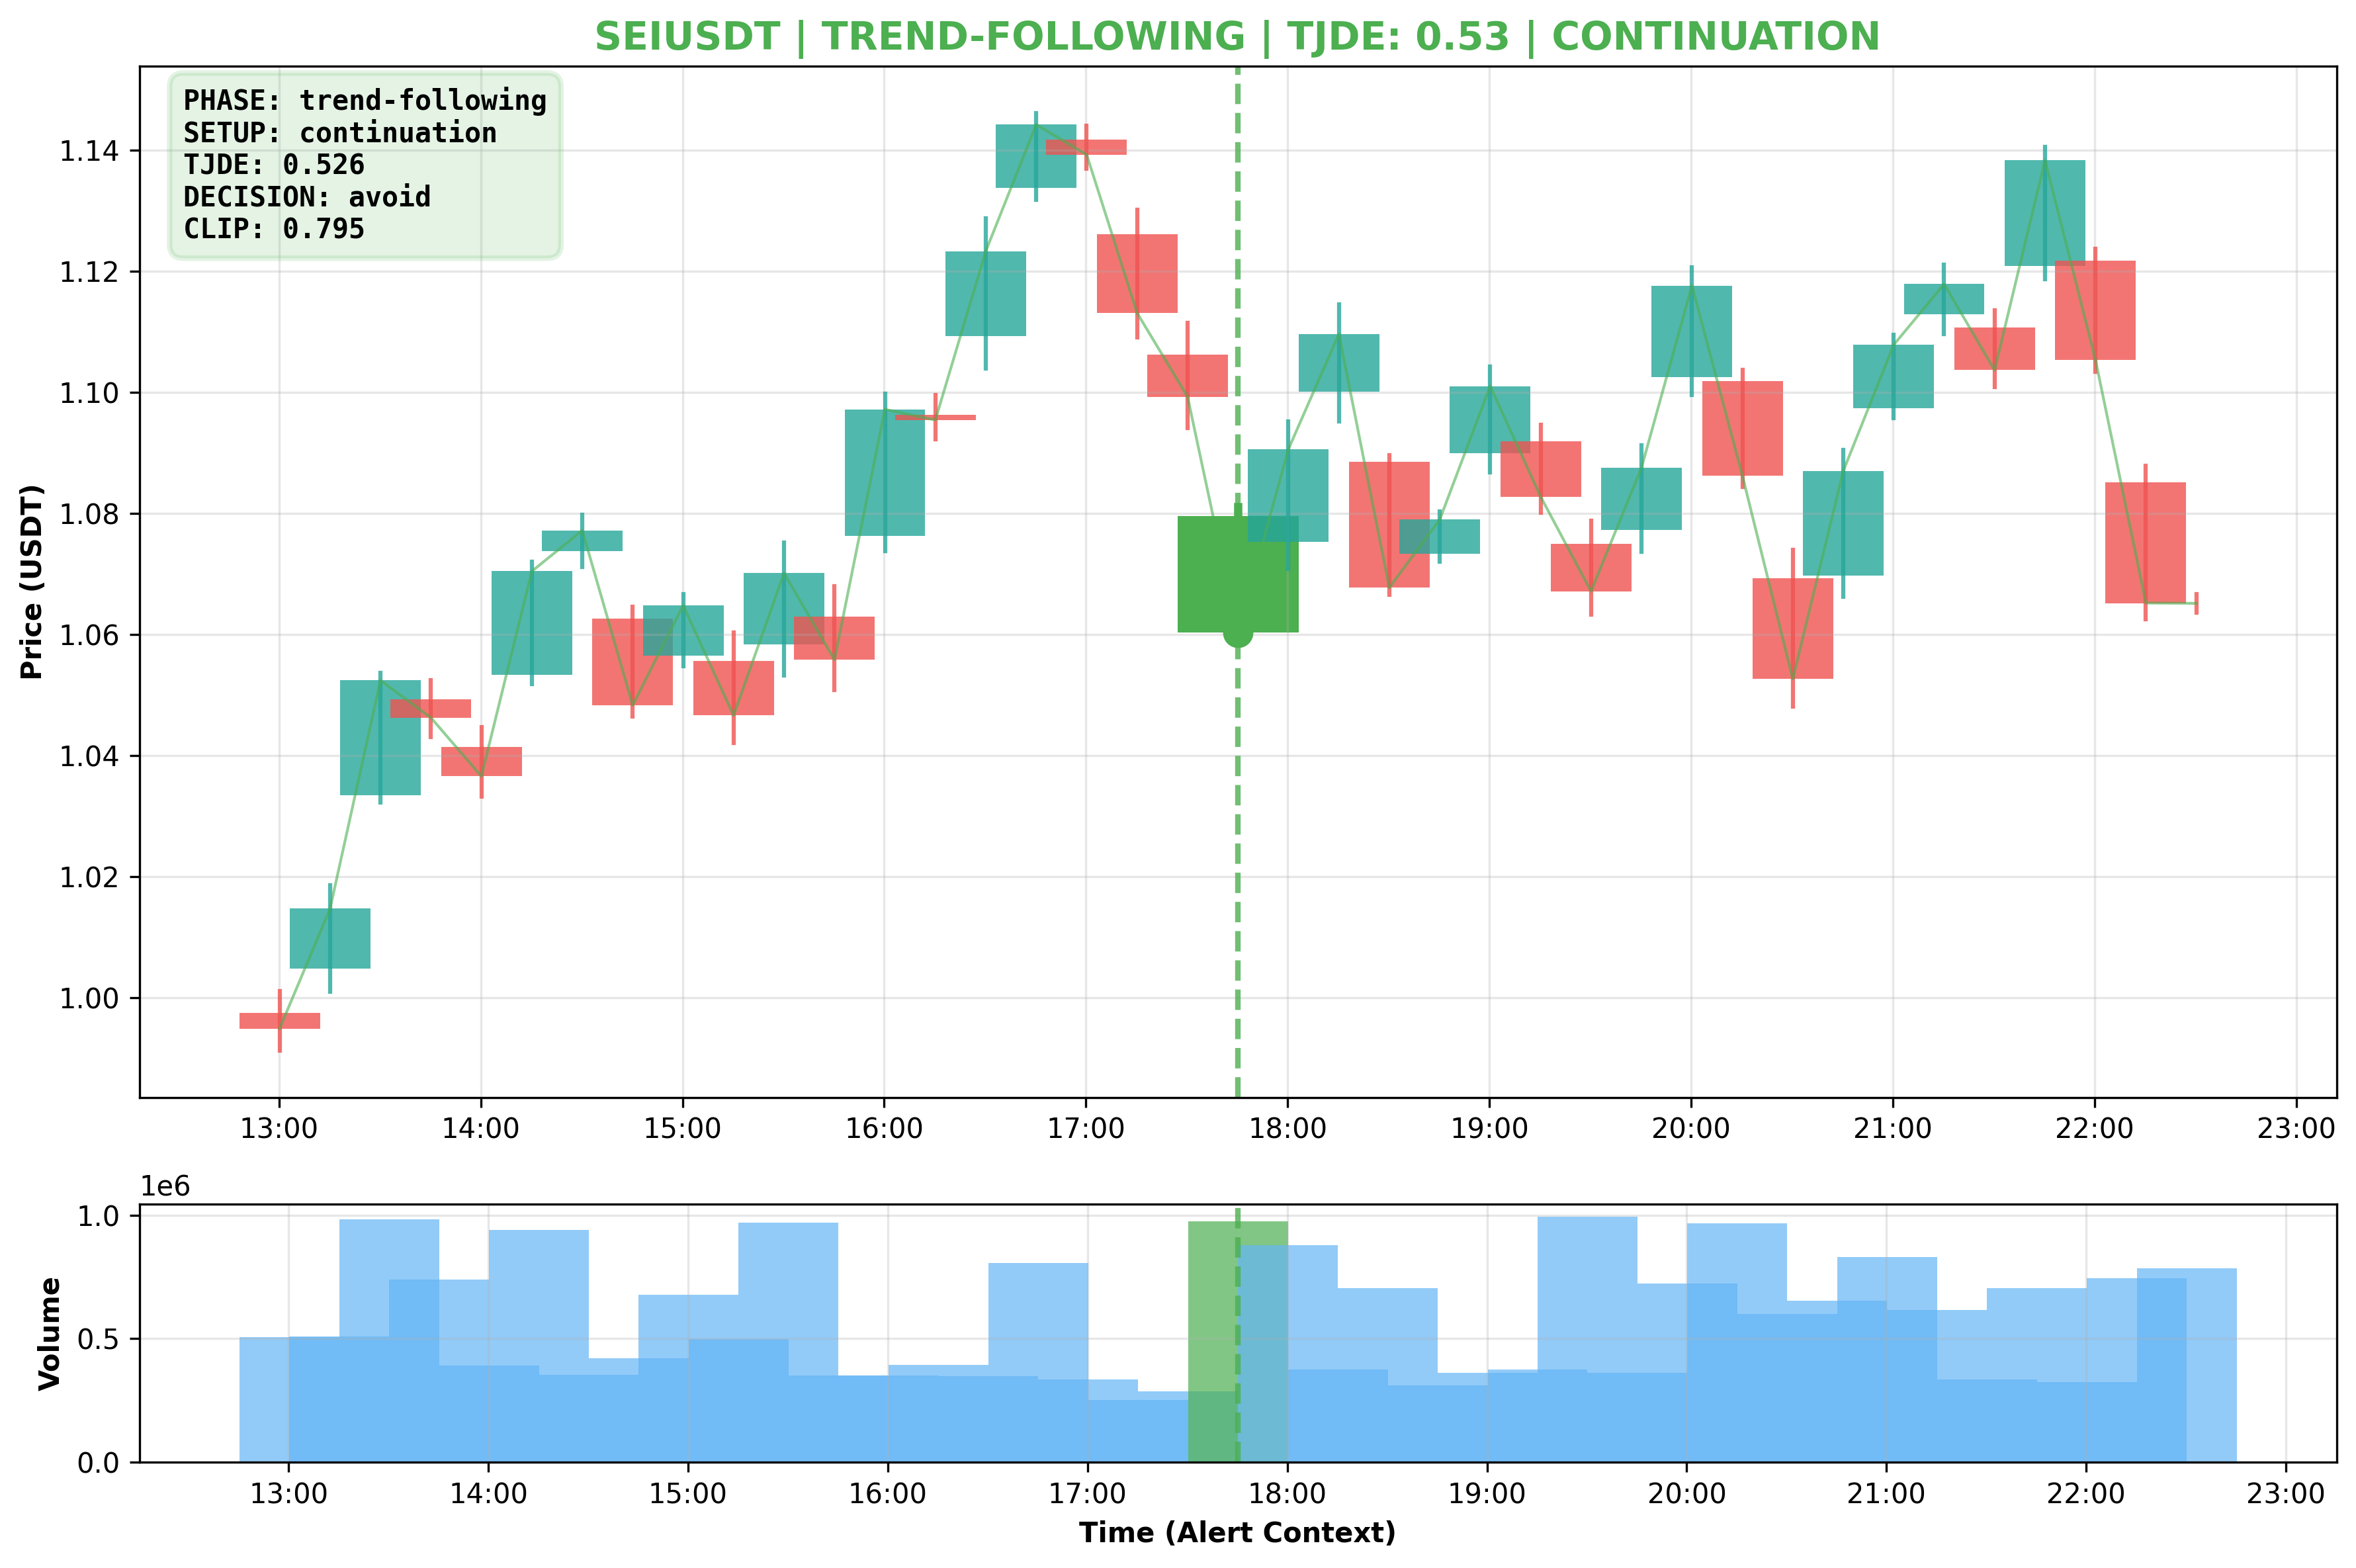 SEIUSDT | TREND-FOLLOWING | TJDE: 0.53 | CONTINUATION
PHASE: trend-following
SETUP: continuation
TJDE: 0.526
DECISION: avoid
CLIP: 0.795
Price (USDT)
1.14
1.12
1.10
1.08
1.06
1.04
1.02
1.00
13:00 14:00 15:00 16:00 17:00 18:00 19:00 20:00 21:00 22:00 23:00
1e6
Volume
1.0
0.5
0.0
13:00 14:00 15:00 16:00 17:00 18:00 19:00 20:00 21:00 22:00 23:00
Time (Alert Context)